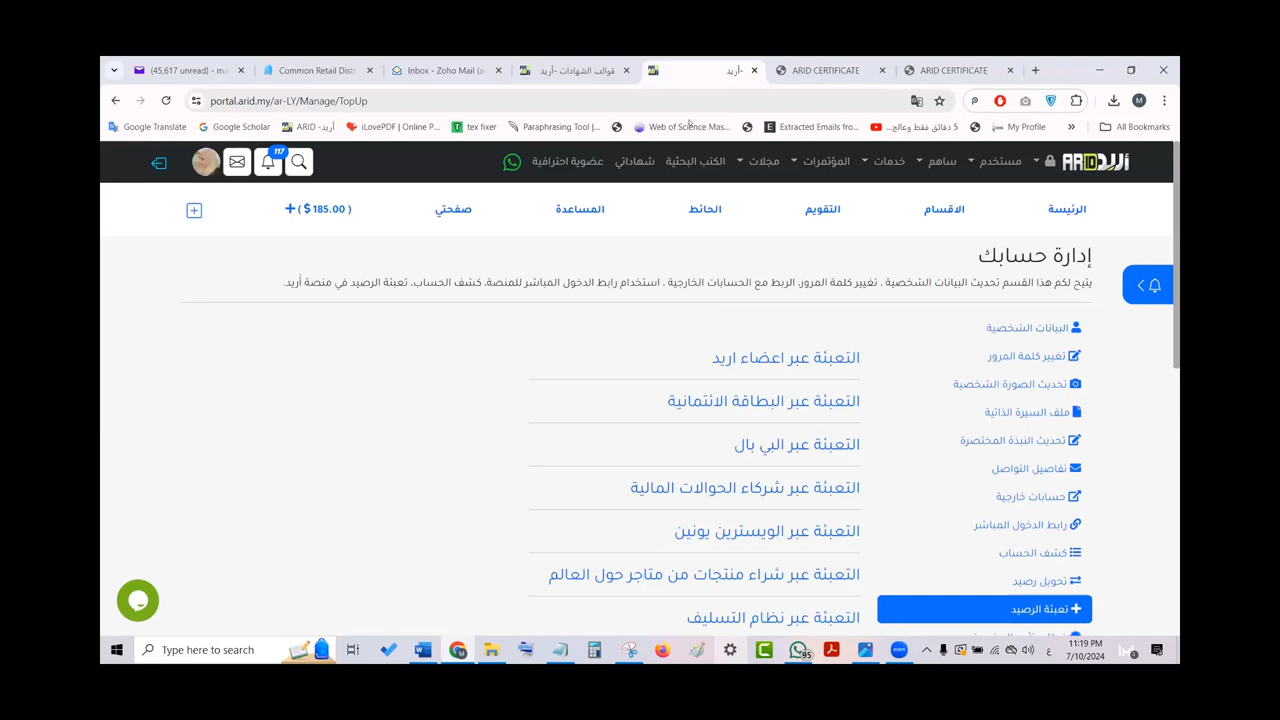 (45,617 unread) - ma
Common Retail Dist
Inbox - Zoho Mail (a
قوالب الشهادات -أريد
-أريد
ARID CERTIFICATE
ARID CERTIFICATE
portal.arid.my/ar-LY/Manage/TopUp
Google Translate
Google Scholar
ARID -أريد
iLovePDF | Online P...
tex fixer
Paraphrasing Tool |...
Web of Science Mas...
Extracted Emails fro...
5 دقائق فقط وعالج...
My Profile
All Bookmarks
أريد ARID
مستخدم
ساهم
خدمات
المؤتمرات
مجلات
الكتب البحثية
شهاداتي
عضوية احترافية
117
الرئيسة
الاقسام
التقويم
الحائط
المساعدة
صفحتي
( $ 185.00 )
إدارة حسابك
يتيح لكم هذا القسم تحديث البيانات الشخصية ، تغيير كلمة المرور، الربط مع الحسابات الخارجية ، استخدام رابط الدخول المباشر للمنصة، كشف الحساب، تعبئة الرصيد في منصة أريد.
البيانات الشخصية
تغيير كلمة المرور
تحديث الصورة الشخصية
ملف السيرة الذاتية
تحديث النبذة المختصرة
تفاصيل التواصل
حسابات خارجية
رابط الدخول المباشر
كشف الحساب
تحويل رصيد
تعبئة الرصيد
التعبئة عبر اعضاء اريد
التعبئة عبر البطاقة الائتمانية
التعبئة عبر البي بال
التعبئة عبر شركاء الحوالات المالية
التعبئة عبر الويسترين يونين
التعبئة عبر شراء منتجات من متاجر حول العالم
التعبئة عبر نظام التسليف
Type here to search
95
ع
11:19 PM
7/10/2024